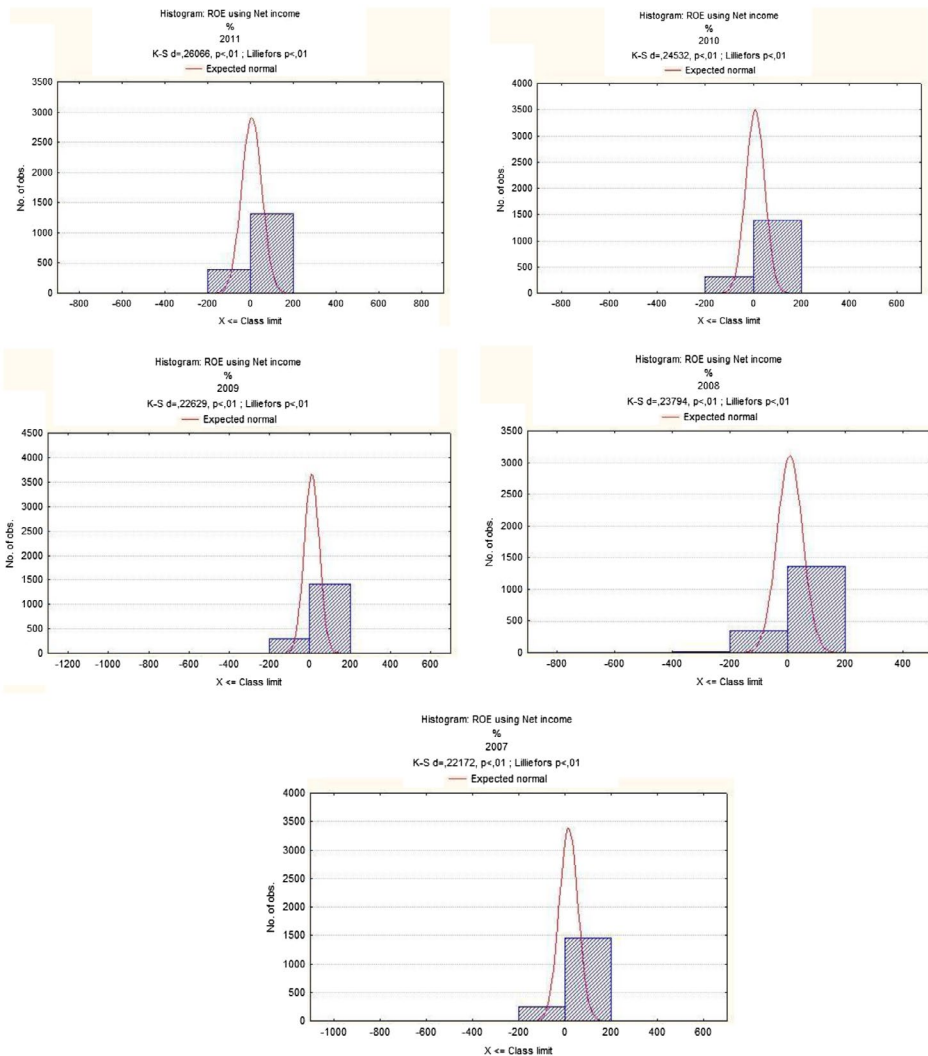 Histogram: ROE using Net income
%
2011
K-S d=,26066, p<,01 ; Lilliefors p<,01
Expected normal
3500
3000
2500
2000
1500
1000
500
0
No. of obs.
-800 -600 -400 -200 0 200 400 600 800
X <= Class limit
Histogram: ROE using Net income
%
2010
K-S d=,24532, p<,01 ; Lilliefors p<,01
Expected normal
4000
3500
3000
2500
2000
1500
1000
500
0
No. of obs.
-800 -600 -400 -200 0 200 400 600
X <= Class limit
Histogram: ROE using Net income
%
2009
K-S d=,22629, p<,01 ; Lilliefors p<,01
Expected normal
4500
4000
3500
3000
2500
2000
1500
1000
500
0
No. of obs.
-1200 -1000 -800 -600 -400 -200 0 200 400 600
X <= Class limit
Histogram: ROE using Net income
%
2008
K-S d=,23794, p<,01 ; Lilliefors p<,01
Expected normal
3500
3000
2500
2000
1500
1000
500
0
No. of obs.
-800 -600 -400 -200 0 200 400
X <= Class limit
Histogram: ROE using Net income
%
2007
K-S d=,22172, p<,01 ; Lilliefors p<,01
Expected normal
4000
3500
3000
2500
2000
1500
1000
500
0
No. of obs.
-1000 -800 -600 -400 -200 0 200 400 600
X <= Class limit